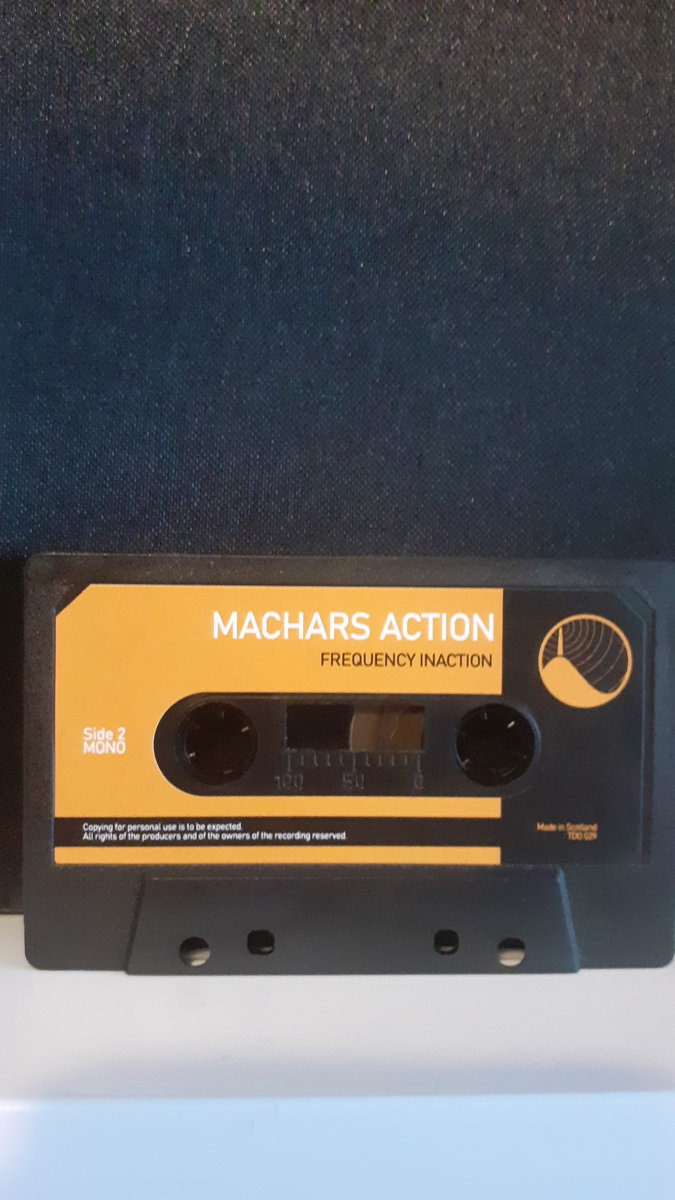 MACHARS ACTION
FREQUENCY INACTION
Side 2
MONO
100 50 0
Copying for personal use is to be expected.
All rights of the producers and of the owners of the recording reserved.
Made in Scotland
TDO 029